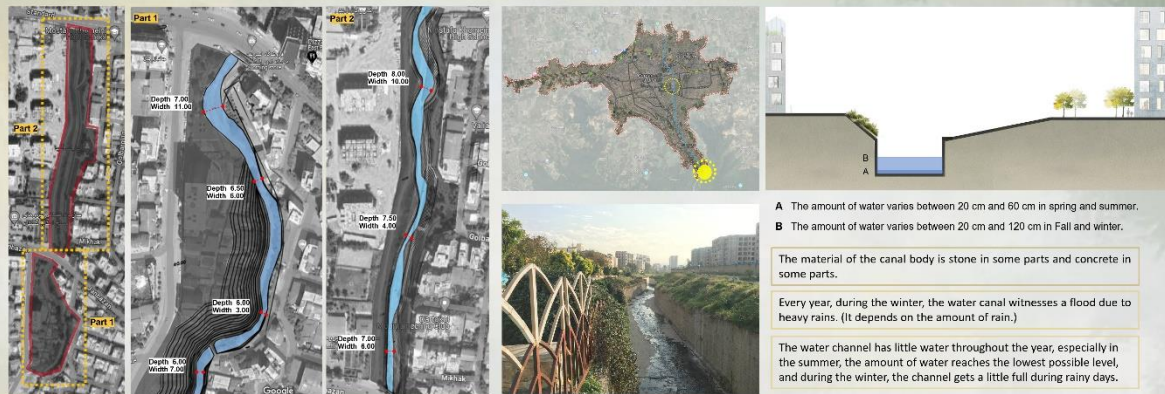 Part 2
Mikhak
Part 1
Part 1
Depth 7.00
Width 11.00
Depth 6.50
Width 5.00
Depth 6.00
Width 3.00
Depth 6.00
Width 7.00
Google
Part 2
Depth 8.00
Width 10.00
Depth 7.50
Width 4.00
Depth 7.00
Width 6.00
Mikhak
B
A
A The amount of water varies between 20 cm and 60 cm in spring and summer.
B The amount of water varies between 20 cm and 120 cm in Fall and winter.
The material of the canal body is stone in some parts and concrete in
some parts.
Every year, during the winter, the water canal witnesses a flood due to
heavy rains. (It depends on the amount of rain.)
The water channel has little water throughout the year, especially in
the summer, the amount of water reaches the lowest possible level,
and during the winter, the channel gets a little full during rainy days.